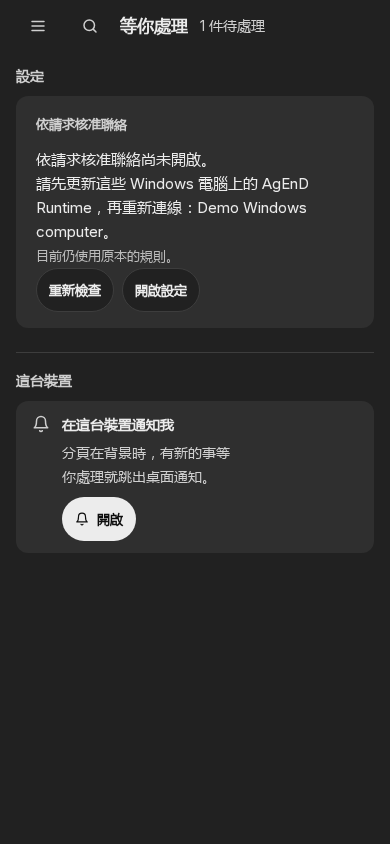 等你處理 1 件待處理
設定
依請求核准聯絡
依請求核准聯絡尚未開啟。
請先更新這些 Windows 電腦上的 AgEnD
Runtime，再重新連線：Demo Windows
computer。
目前仍使用原本的規則。
重新檢查 開啟設定
這台裝置
在這台裝置通知我
分頁在背景時，有新的事等
你處理就跳出桌面通知。
開啟